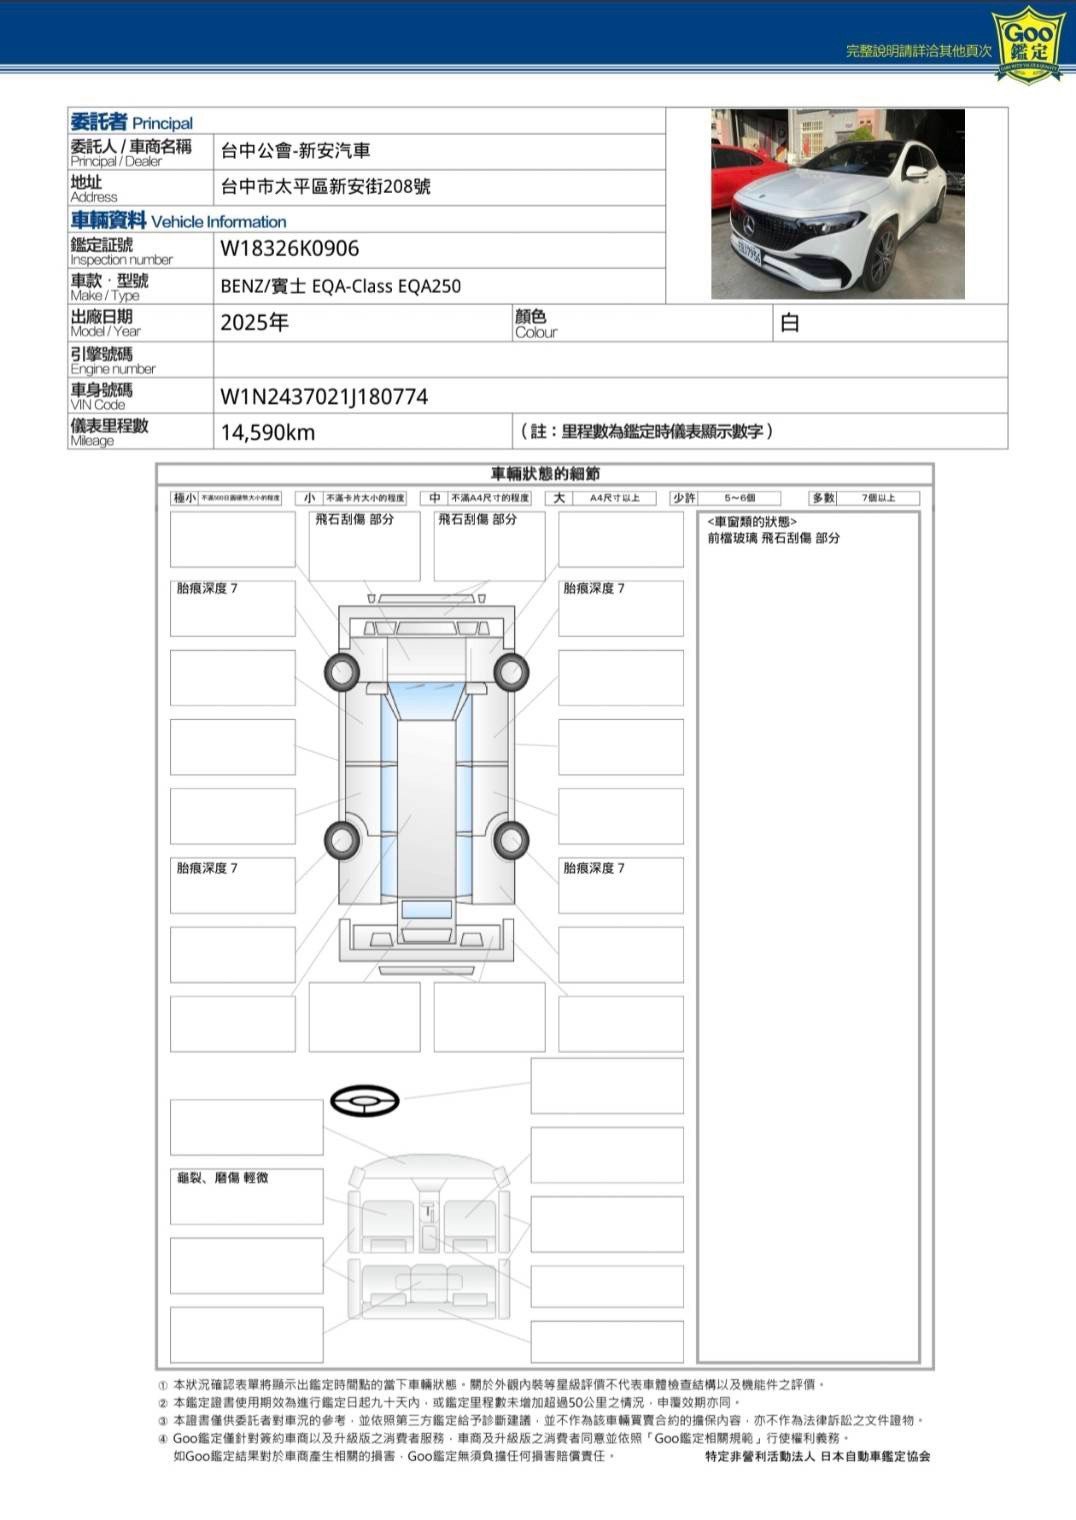 完整說明請詳洽其他頁次
Goo
鑑定
委託者 Principal
委託人 / 車商名稱
Principal / Dealer
台中公會-新安汽車
地址
Address
台中市太平區新安街208號
車輛資料 Vehicle Information
鑑定証號
Inspection number
W18326K0906
車款‧型號
Make / Type
BENZ/賓士 EQA-Class EQA250
出廠日期
Model / Year
2025年
顏色
Colour
白
引擎號碼
Engine number
車身號碼
VIN Code
W1N2437021J180774
儀表里程數
Mileage
14,590km
（註：里程數為鑑定時儀表顯示數字）
車輛狀態的細節
極小 不滿500日圓硬幣大小的程度 小 不滿卡片大小的程度 中 不滿A4尺寸的程度 大 A4尺寸以上 少許 5～6個 多數 7個以上
飛石刮傷 部分
飛石刮傷 部分
<車窗類的狀態>
前檔玻璃 飛石刮傷 部分
胎痕深度 7
胎痕深度 7
胎痕深度 7
胎痕深度 7
龜裂、磨傷 輕微
① 本狀況確認表單將顯示出鑑定時間點的當下車輛狀態。關於外觀內裝等星級評價不代表車體檢查結構以及機能件之評價。
② 本鑑定證書使用期效為進行鑑定日起九十天內，或鑑定里程數未增加超過50公里之情況，申覆效期亦同。
③ 本證書僅供委託者對車況的參考，並依照第三方鑑定給予診斷建議，並不作為該車輛買賣合約的擔保內容，亦不作為法律訴訟之文件證物。
④ Goo鑑定僅針對簽約車商以及升級版之消費者服務，車商及升級版之消費者同意並依照「Goo鑑定相關規範」行使權利義務。
如Goo鑑定結果對於車商產生相關的損害，Goo鑑定無須負擔任何損害賠償責任。
特定非營利活動法人 日本自動車鑑定協会